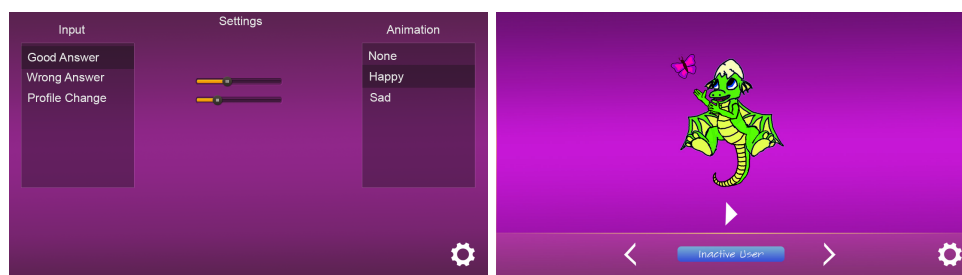 Settings
Input
Animation
Good Answer
Wrong Answer
Profile Change
None
Happy
Sad
Inactive User